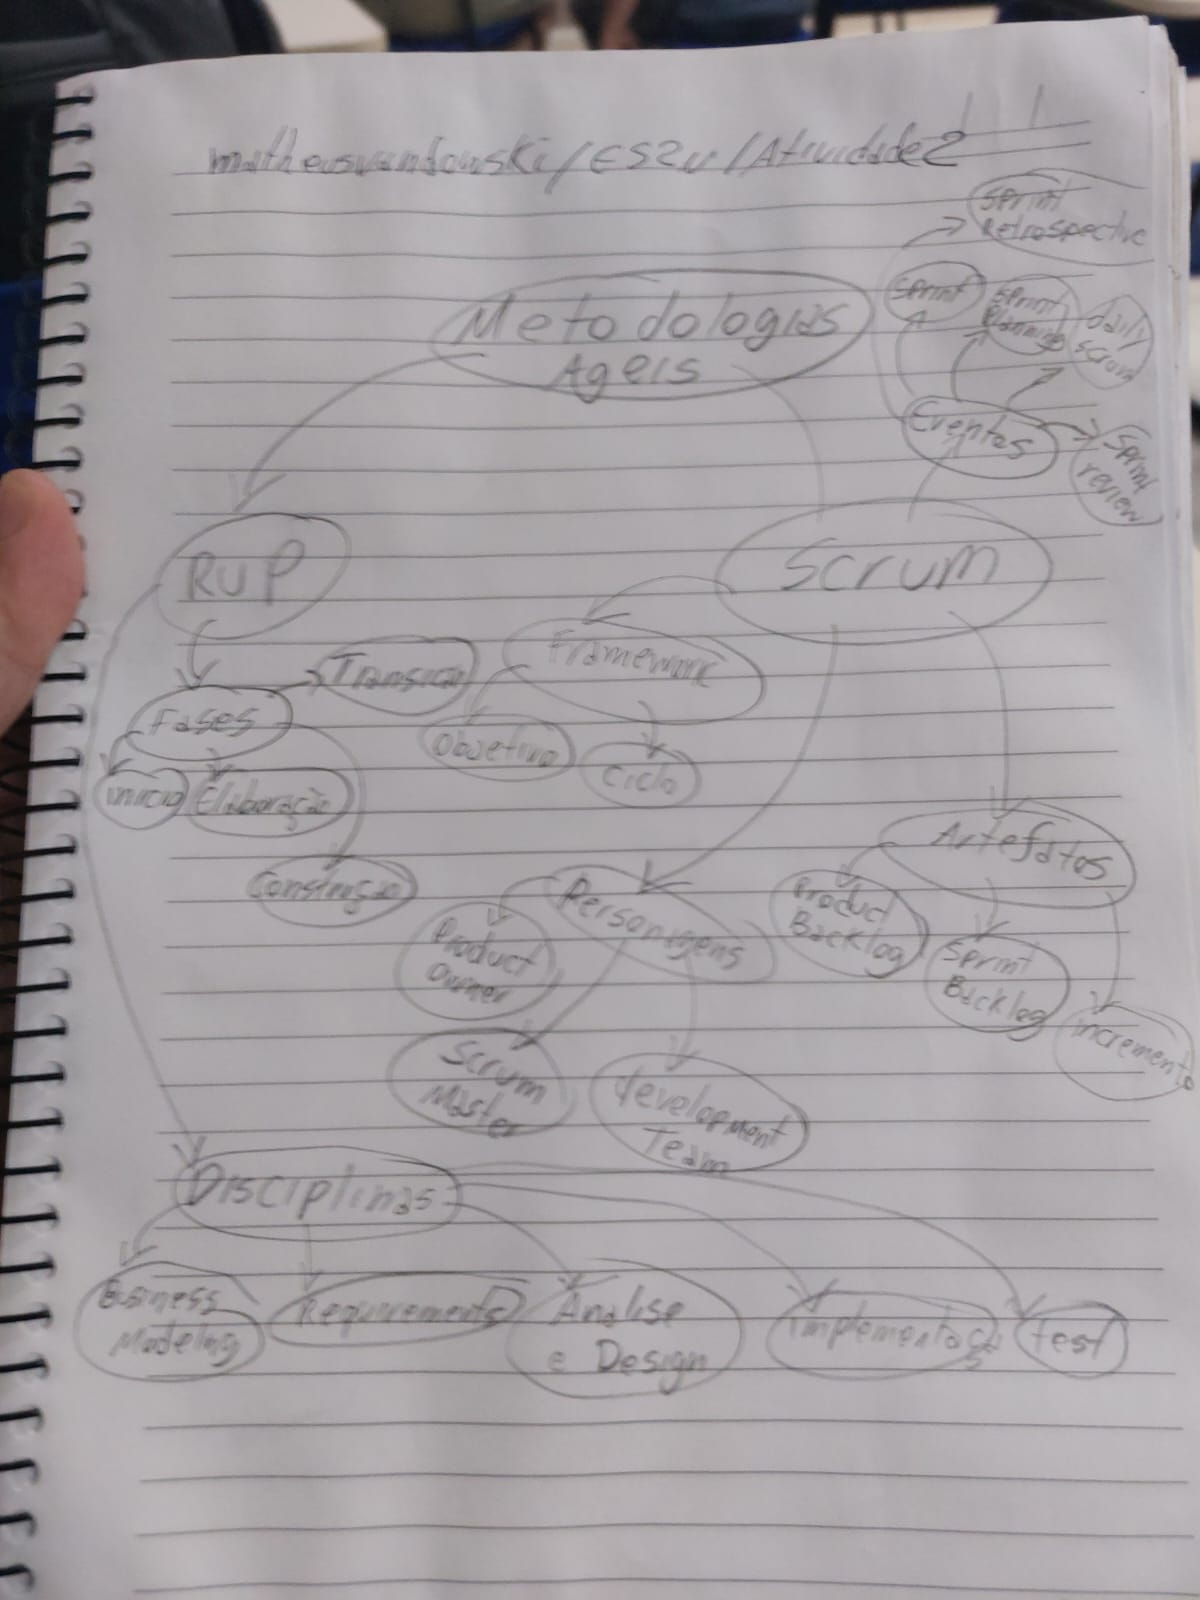 matheuswandowski/ES2N/Atividade2
Sprint
Retrospective
Metodologias
Ageis
Sprint
Sprint
Planning
daily
scrum
Eventos
Sprint
review
RUP
Scrum
Framework
Transição
Fases
Objetivo
Ciclo
inicio
Elaboração
Construção
Artefatos
Personagens
Product
Backlog
Product
Owner
Sprint
Backlog
incremento
Scrum
Master
development
Team
Disciplinas
Business
Modeling
Requirements
Analise
e Design
implementação
test